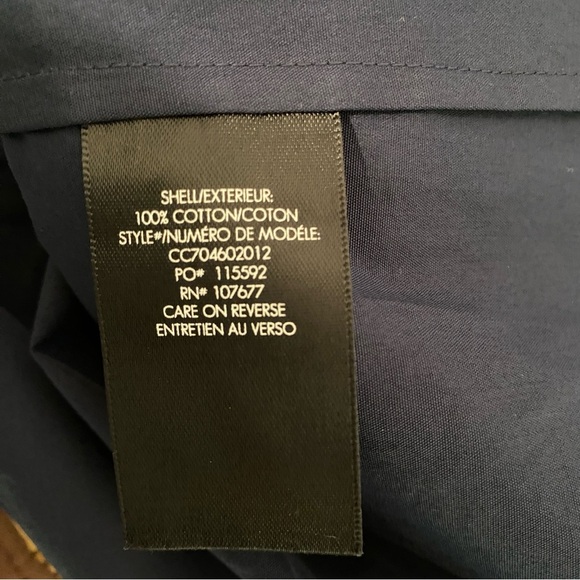 SHELL/EXTERIEUR:
100% COTTON/COTON
STYLE#/NUMÉRO DE MODÉLE:
CC704602012
PO# 115592
RN# 107677
CARE ON REVERSE
ENTRETIEN AU VERSO